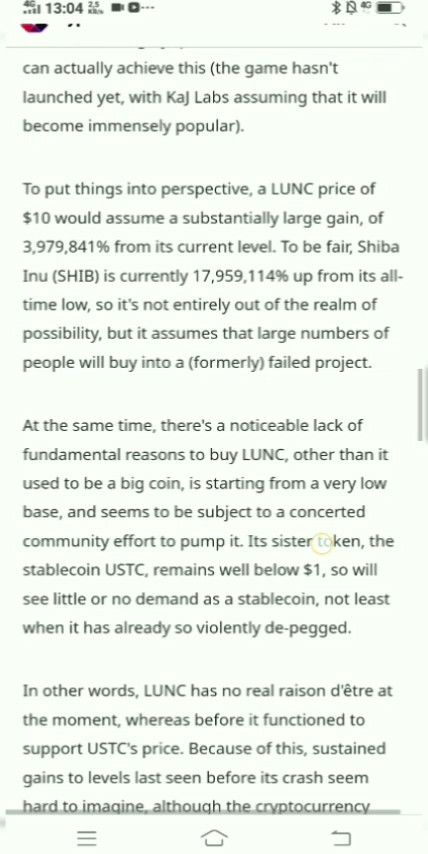 4G 13:04 2.5 KB/s 4G
can actually achieve this (the game hasn't
launched yet, with KaJ Labs assuming that it will
become immensely popular).
To put things into perspective, a LUNC price of
$10 would assume a substantially large gain, of
3,979,841% from its current level. To be fair, Shiba
Inu (SHIB) is currently 17,959,114% up from its all-
time low, so it's not entirely out of the realm of
possibility, but it assumes that large numbers of
people will buy into a (formerly) failed project.
At the same time, there's a noticeable lack of
fundamental reasons to buy LUNC, other than it
used to be a big coin, is starting from a very low
base, and seems to be subject to a concerted
community effort to pump it. Its sister token, the
stablecoin USTC, remains well below $1, so will
see little or no demand as a stablecoin, not least
when it has already so violently de-pegged.
In other words, LUNC has no real raison d'être at
the moment, whereas before it functioned to
support USTC's price. Because of this, sustained
gains to levels last seen before its crash seem
hard to imagine, although the cryptocurrency